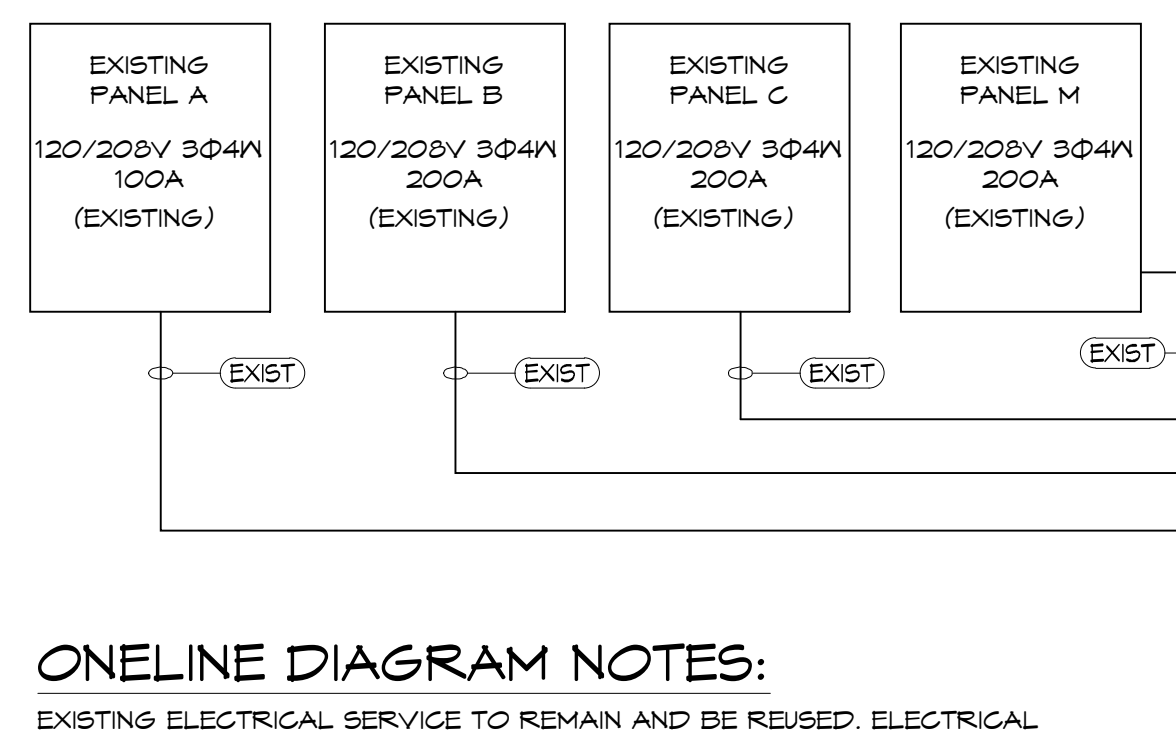 EXISTING
PANEL A
120/208V 3Φ4W
100A
(EXISTING)
EXISTING
PANEL B
120/208V 3Φ4W
200A
(EXISTING)
EXISTING
PANEL C
120/208V 3Φ4W
200A
(EXISTING)
EXISTING
PANEL M
120/208V 3Φ4W
200A
(EXISTING)
EXIST
EXIST
EXIST
EXIST
ONELINE DIAGRAM NOTES:
EXISTING ELECTRICAL SERVICE TO REMAIN AND BE REUSED. ELECTRICAL